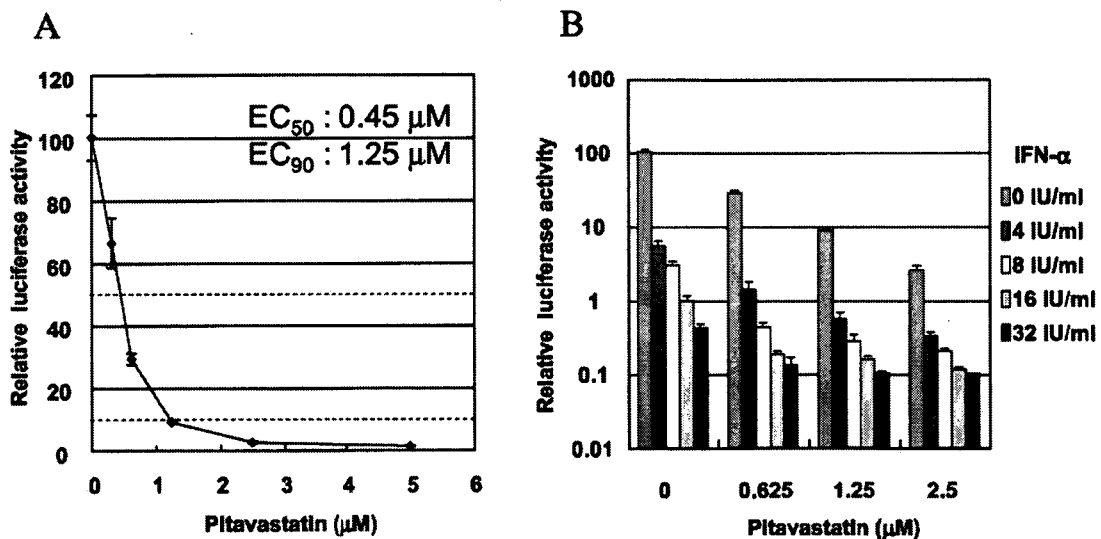 A
Relative luciferase activity
120
100
80
60
40
20
0
EC50 : 0.45 μM
EC90 : 1.25 μM
0 1 2 3 4 5 6
Pitavastatin (μM)
B
Relative luciferase activity
1000
100
10
1
0.1
0.01
0 0.625 1.25 2.5
Pitavastatin (μM)
IFN-α
0 IU/ml
4 IU/ml
8 IU/ml
16 IU/ml
32 IU/ml